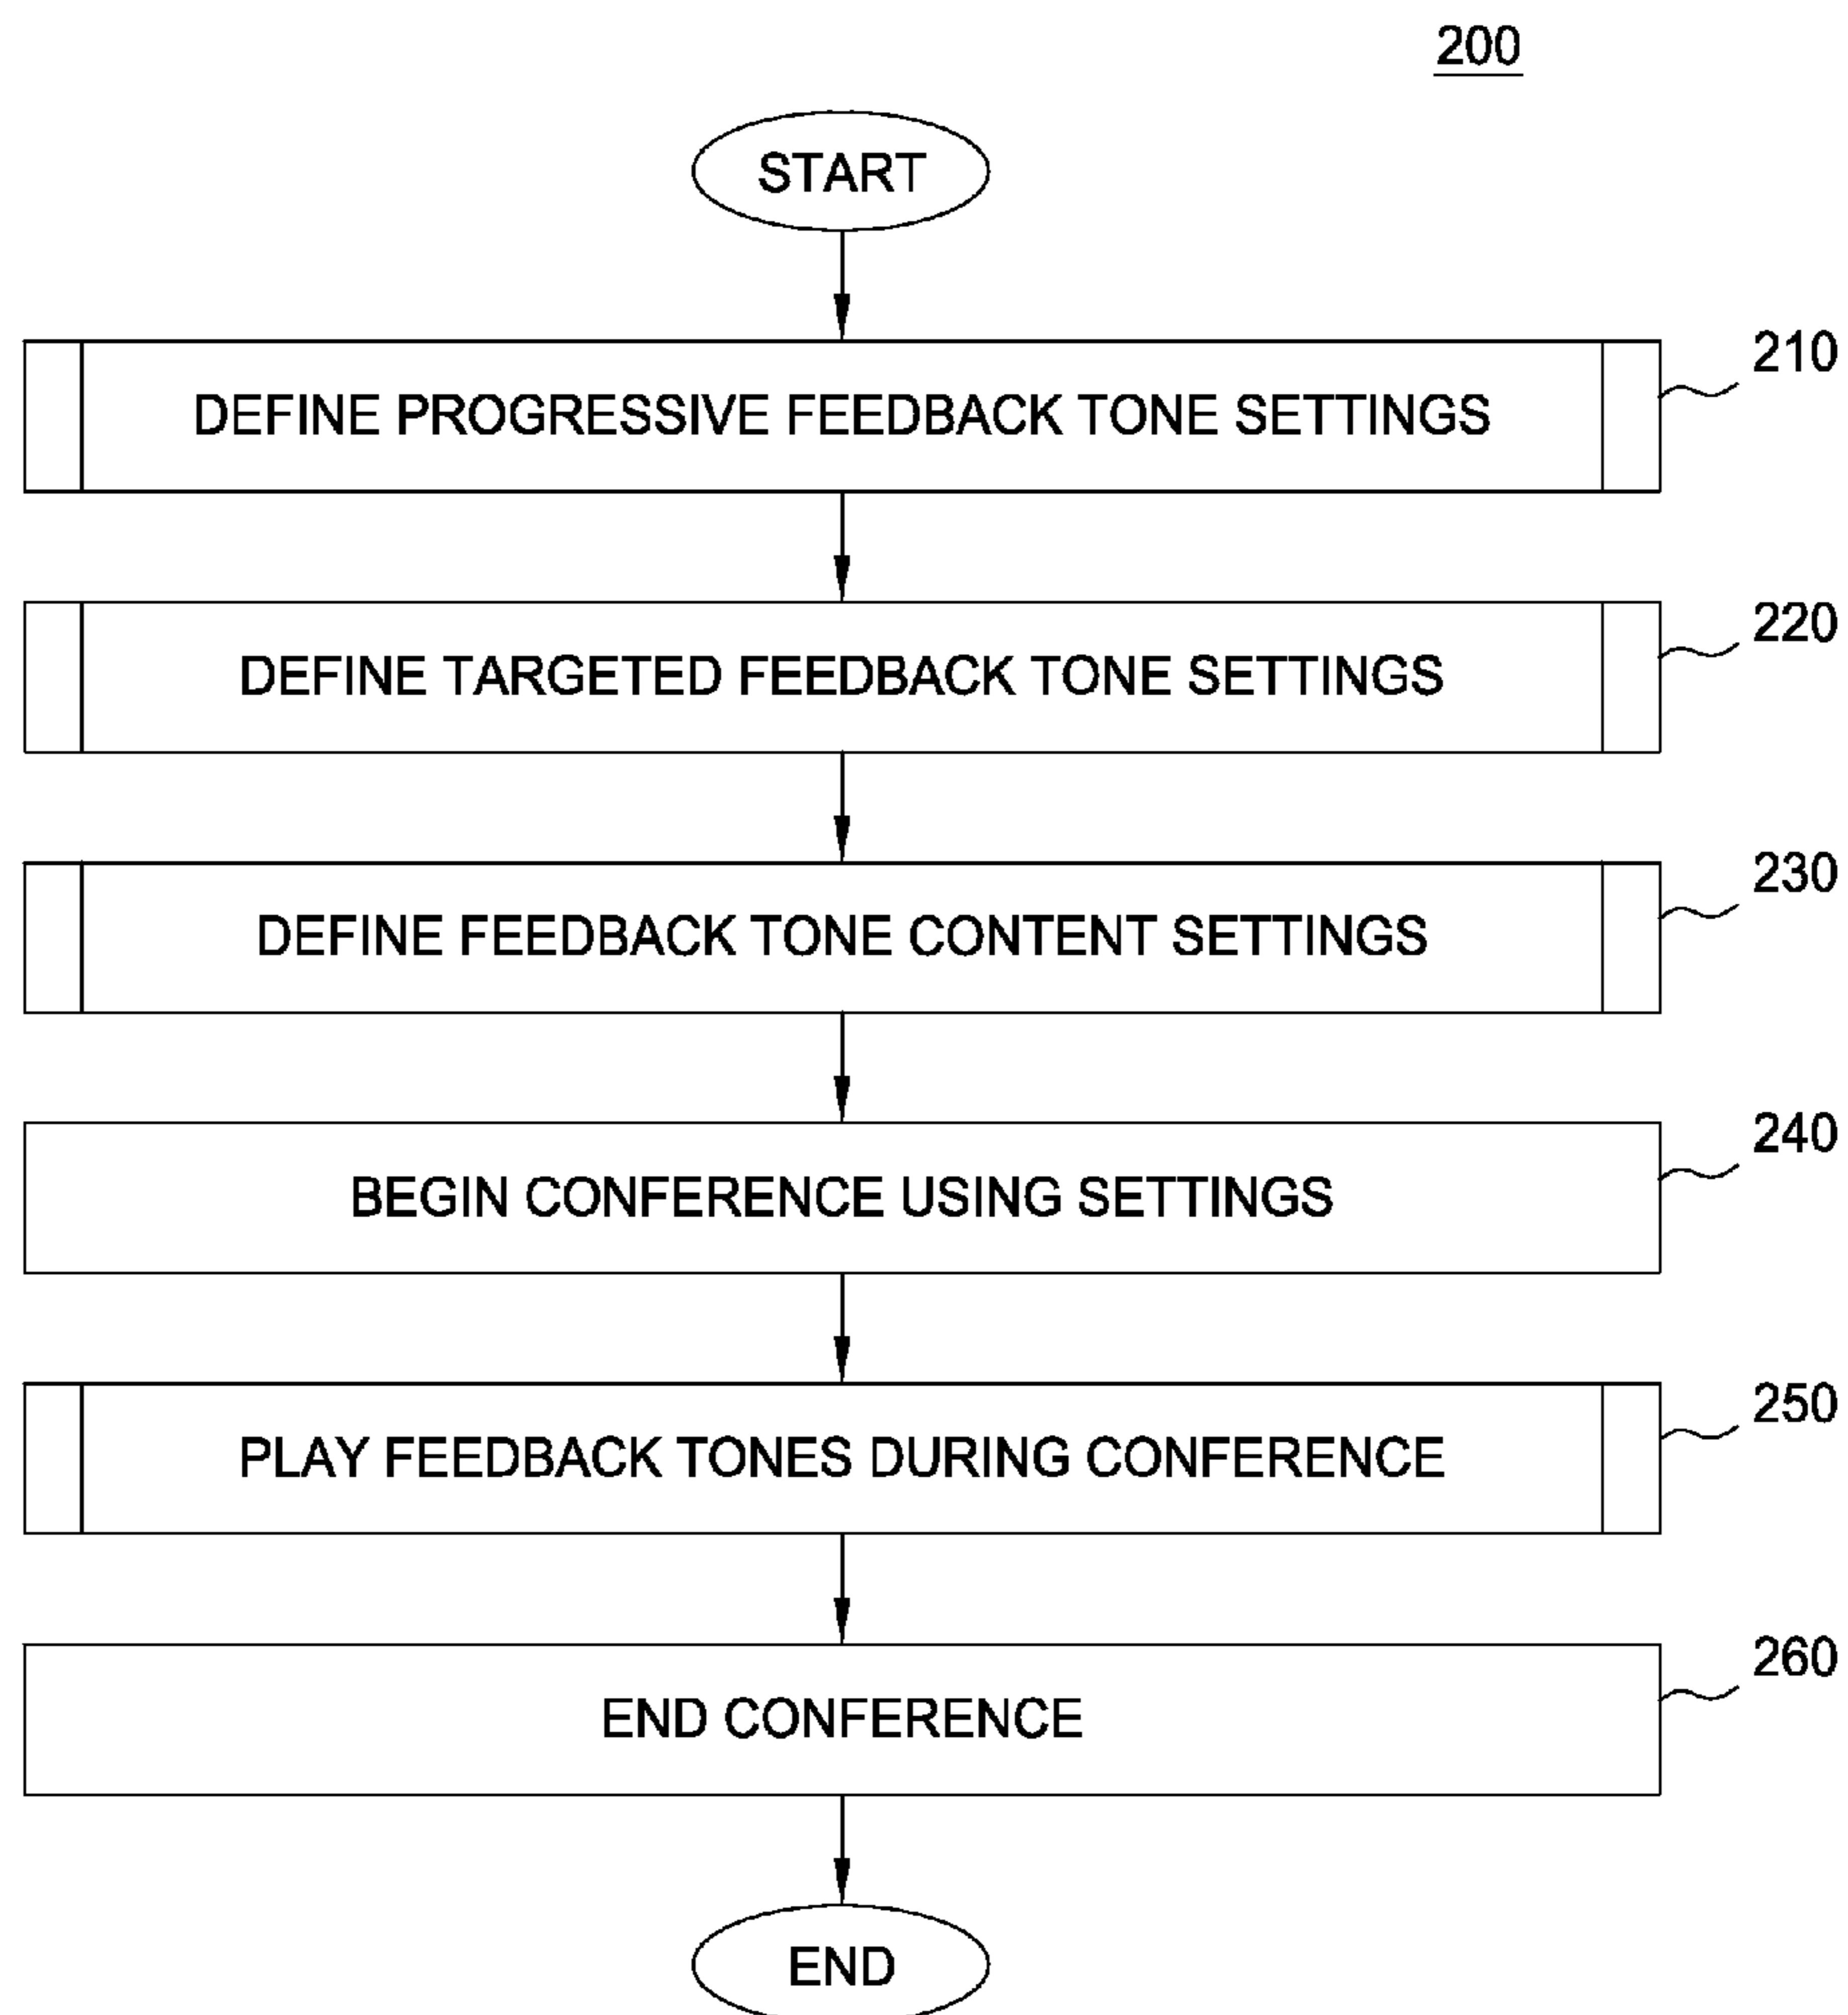 200
START
DEFINE PROGRESSIVE FEEDBACK TONE SETTINGS
210
DEFINE TARGETED FEEDBACK TONE SETTINGS
220
DEFINE FEEDBACK TONE CONTENT SETTINGS
230
BEGIN CONFERENCE USING SETTINGS
240
PLAY FEEDBACK TONES DURING CONFERENCE
250
END CONFERENCE
260
END